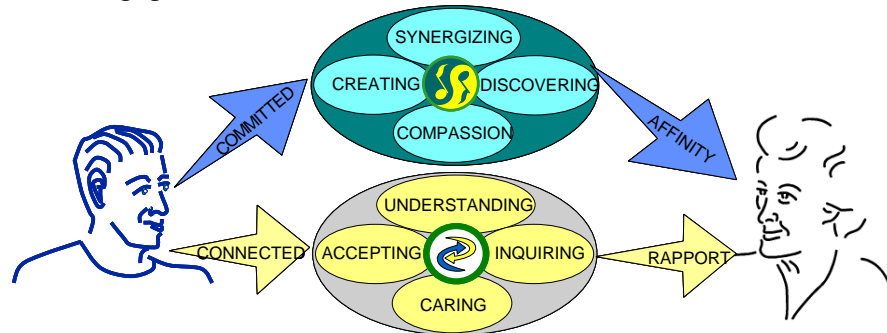 SYNERGIZING
CREATING
DISCOVERING
COMPASSION
COMMITTED
AFFINITY
UNDERSTANDING
CONNECTED
ACCEPTING
INQUIRING
RAPPORT
CARING